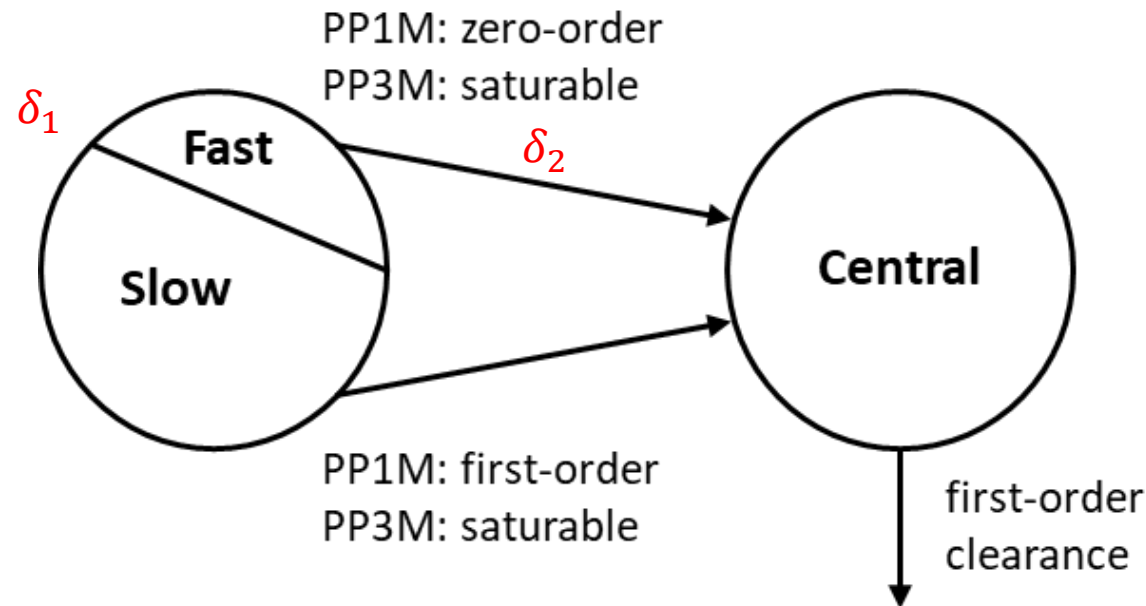 PP1M: zero-order
PP3M: saturable
δ₁
Fast
δ₂
Slow
Central
PP1M: first-order
PP3M: saturable
first-order
clearance